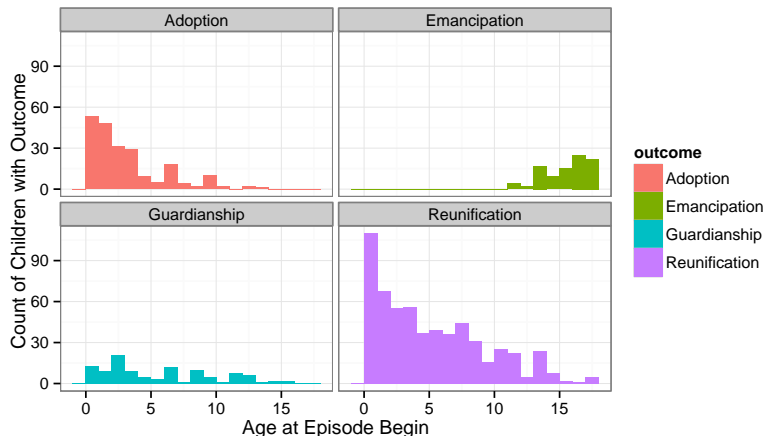 Adoption
Emancipation
90
60
30
0
Guardianship
Reunification
90
60
30
0
0 5 10 15
0 5 10 15
Age at Episode Begin
Count of Children with Outcome
outcome
Adoption
Emancipation
Guardianship
Reunification